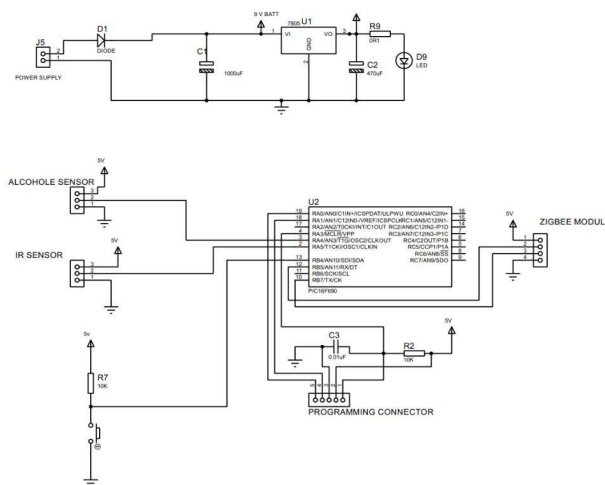 9 V BATT
U1
7805
J5
D1
DIODE
2
1
POWER SUPPLY
C1
1000uF
1
VI
VO
3
GND
2
R9
0R1
C2
470uF
D9
LED
5V
ALCOHOLE SENSOR
3
2
1
5V
IR SENSOR
3
2
1
U2
19 RA0/AN0/C1IN+/ICSPDAT/ULPWU RC0/AN4/C2IN+ 16
18 RA1/AN1/C12IN0-/VREF/ICSPCLK RC1/AN5/C12IN1- 15
17 RA2/AN2/T0CKI/INT/C1OUT RC2/AN6/C12IN2-/P1D 14
4 RA3/MCLR/VPP RC3/AN7/C12IN3-/P1C 7
3 RA4/AN3/T1G/OSC2/CLKOUT RC4/C2OUT/P1B 6
2 RA5/T1CKI/OSC1/CLKIN RC5/CCP1/P1A 5
RC6/AN8/SS 8
13 RB4/AN10/SDI/SDA RC7/AN9/SDO 9
12 RB5/AN11/RX/DT
11 RB6/SCK/SCL
10 RB7/TX/CK
PIC16F690
5V
ZIGBEE MODUL
1
2
3
4
5v
R7
10K
C3
0.01uF
R2
10K
5V
5
4
3
2
1
PROGRAMMING CONNECTOR